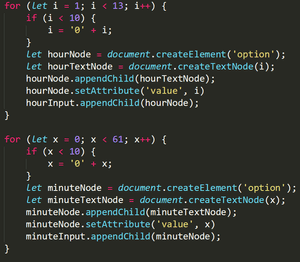 for (let i = 1; i < 13; i++) {
if (i < 10) {
i = '0' + i;
}
let hourNode = document.createElement('option');
let hourTextNode = document.createTextNode(i);
hourNode.appendChild(hourTextNode);
hourNode.setAttribute('value', i)
hourInput.appendChild(hourNode);
}
for (let x = 0; x < 61; x++) {
if (x < 10) {
x = '0' + x;
}
let minuteNode = document.createElement('option');
let minuteTextNode = document.createTextNode(x);
minuteNode.appendChild(minuteTextNode);
minuteNode.setAttribute('value', x)
minuteInput.appendChild(minuteNode);
}